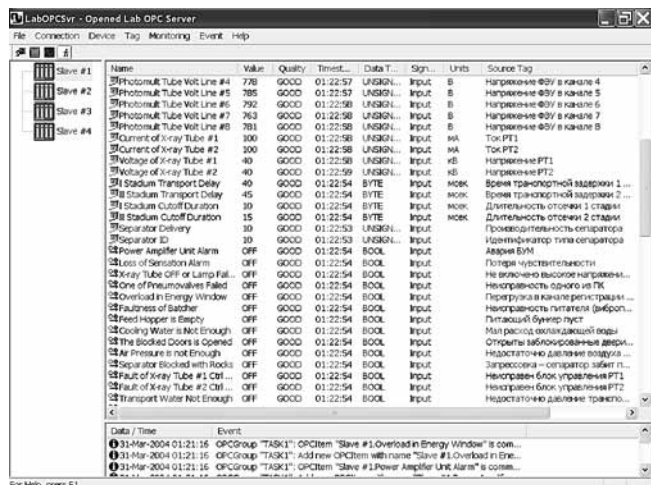 LabOPCSvr - Opened Lab OPC Server
File Connection Device Tag Monitoring Event Help
Slave #1
Slave #2
Slave #3
Slave #4
Name Value Quality Timest... Data T... Sign... Units Source Tag
Photomult Tube Volt Line #4 778 GOOD 01:22:57 UNSIGN... Input В Напряжение ФЭУ в канале 4
Photomult Tube Volt Line #5 785 GOOD 01:22:57 UNSIGN... Input В Напряжение ФЭУ в канале 5
Photomult Tube Volt Line #6 792 GOOD 01:22:58 UNSIGN... Input В Напряжение ФЭУ в канале 6
Photomult Tube Volt Line #7 763 GOOD 01:22:58 UNSIGN... Input В Напряжение ФЭУ в канале 7
Photomult Tube Volt Line #8 781 GOOD 01:22:58 UNSIGN... Input В Напряжение ФЭУ в канале 8
Current of X-ray Tube #1 100 GOOD 01:22:58 UNSIGN... Input мА Ток РТ1
Current of X-ray Tube #2 100 GOOD 01:22:58 UNSIGN... Input мА Ток РТ2
Voltage of X-ray Tube #1 40 GOOD 01:22:58 UNSIGN... Input кВ Напряжение РТ1
Voltage of X-ray Tube #2 40 GOOD 01:22:59 UNSIGN... Input кВ Напряжение РТ2
I Stadium Transport Delay 40 GOOD 01:22:54 BYTE Input мсек Время транспортной задержки 1 ...
II Stadium Transport Delay 45 GOOD 01:22:54 BYTE Input мсек. Время транспортной задержки 2 ...
I Stadium Cutoff Duration 10 GOOD 01:22:54 BYTE Input мсек. Длительность отсечки 1 стадии
II Stadium Cutoff Duration 15 GOOD 01:22:54 BYTE Input мсек. Длительность отсечки 2 стадии
Separator Delivery 10 GOOD 01:22:53 UNSIGN... Input Производительность сепаратора
Separator ID 10 GOOD 01:22:53 UNSIGN... Input Идентификатор типа сепаратора
Power Amplifer Unit Alarm OFF GOOD 01:22:54 BOOL Input Авария БУМ
Loss of Sensation Alarm OFF GOOD 01:22:54 BOOL Input Потеря чувствительности
X-ray Tube OFF or Lamp Fai... OFF GOOD 01:22:54 BOOL Input Не включено высокое напряжени...
One of Pneumovalves Failed OFF GOOD 01:22:54 BOOL Input Неисправность одного из ПК
Overload in Energy Window OFF GOOD 01:22:54 BOOL Input Перегрузка в канале регистрации ...
Faultness of Batcher OFF GOOD 01:22:54 BOOL Input Неисправность питателя (виброп...
Feed Hopper is Empty OFF GOOD 01:22:54 BOOL Input Питающий бункер пуст
Cooling Water is Not Enough OFF GOOD 01:22:54 BOOL Input Мал расход охлаждающей воды
The Blocked Doors is Opened OFF GOOD 01:22:54 BOOL Input Открыты заблокированные двери...
Air Pressure is not Enough OFF GOOD 01:22:54 BOOL Input Недостаточно давление воздуха ...
Separator Blocked with Rocks OFF GOOD 01:22:54 BOOL Input Запрессовка – сепаратор забит п...
Fault of X-ray Tube #1 Ctrl ... OFF GOOD 01:22:54 BOOL Input Неисправен блок управления РТ1
Fault of X-ray Tube #2 Ctrl ... OFF GOOD 01:22:54 BOOL Input Неисправен блок управления РТ2
Transport Water Not Enough OFF GOOD 01:22:54 BOOL Input Недостаточно давление транспо...
Data / Time Event
31-Mar-2004 01:21:16 OPCGroup "TASK1": OPCItem "Slave #1.Overload in Energy Window" is comm...
31-Mar-2004 01:21:16 OPCGroup "TASK1": Add new OPCItem with name "Slave #1.Overload in Ene...
31-Mar-2004 01:21:16 OPCGroup "TASK1": OPCItem "Slave #1.Power Amplifer Unit Alarm" is comm...
For Help, press F1